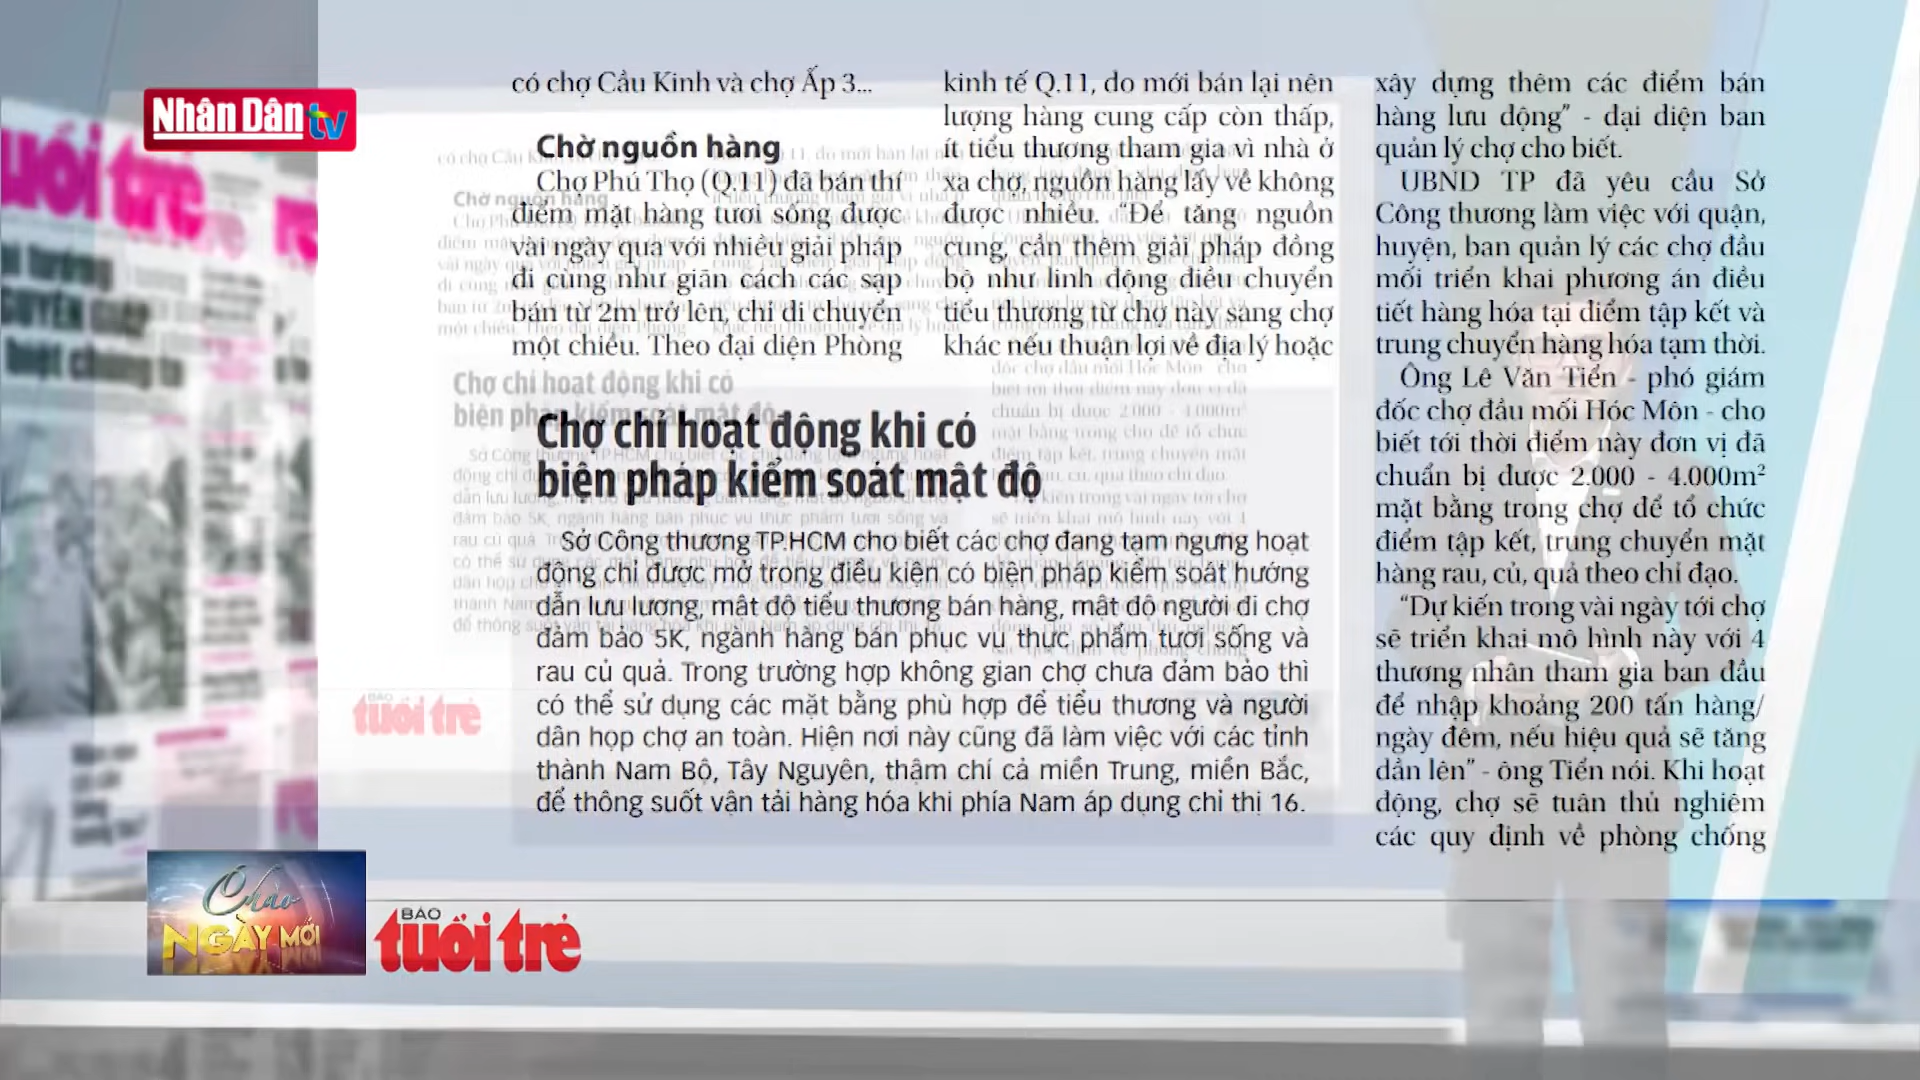 Nhân Dân tv
có chợ Cầu Kinh và chợ Ấp 3...
Chờ nguồn hàng
Chợ Phú Thọ (Q.11) đã bán thí
điểm mặt hàng tươi sống được
vài ngày qua với nhiều giải pháp
đi cùng như giãn cách các sạp
bán từ 2m trở lên, chỉ di chuyển
một chiều. Theo đại diện Phòng
kinh tế Q.11, do mới bán lại nên
lượng hàng cung cấp còn thấp,
ít tiểu thương tham gia vì nhà ở
xa chợ, nguồn hàng lấy về không
được nhiều. “Để tăng nguồn
cung, cần thêm giải pháp đồng
bộ như linh động điều chuyển
tiểu thương từ chợ này sang chợ
khác nếu thuận lợi về địa lý hoặc
xây dựng thêm các điểm bán
hàng lưu động” - đại diện ban
quản lý chợ cho biết.
UBND TP đã yêu cầu Sở
Công thương làm việc với quận,
huyện, ban quản lý các chợ đầu
mối triển khai phương án điều
tiết hàng hóa tại điểm tập kết và
trung chuyển hàng hóa tạm thời.
Ông Lê Văn Tiển - phó giám
đốc chợ đầu mối Hóc Môn - cho
biết tới thời điểm này đơn vị đã
chuẩn bị được 2.000 - 4.000m²
mặt bằng trong chợ để tổ chức
điểm tập kết, trung chuyển mặt
hàng rau, củ, quả theo chỉ đạo.
“Dự kiến trong vài ngày tới chợ
sẽ triển khai mô hình này với 4
thương nhân tham gia ban đầu
để nhập khoảng 200 tấn hàng/
ngày đêm, nếu hiệu quả sẽ tăng
dần lên” - ông Tiển nói. Khi hoạt
động, chợ sẽ tuân thủ nghiêm
các quy định về phòng chống
Chợ chỉ hoạt động khi có
biện pháp kiểm soát mật độ
Sở Công thương TP.HCM cho biết các chợ đang tạm ngưng hoạt
động chỉ được mở trong điều kiện có biện pháp kiểm soát hướng
dẫn lưu lượng, mật độ tiểu thương bán hàng, mật độ người đi chợ
đảm bảo 5K, ngành hàng bán phục vụ thực phẩm tươi sống và
rau củ quả. Trong trường hợp không gian chợ chưa đảm bảo thì
có thể sử dụng các mặt bằng phù hợp để tiểu thương và người
dân họp chợ an toàn. Hiện nơi này cũng đã làm việc với các tỉnh
thành Nam Bộ, Tây Nguyên, thậm chí cả miền Trung, miền Bắc,
để thông suốt vận tải hàng hóa khi phía Nam áp dụng chỉ thị 16.
BÁO
tuổi trẻ
Chào
NGÀY MỚI
BÁO
tuổi trẻ